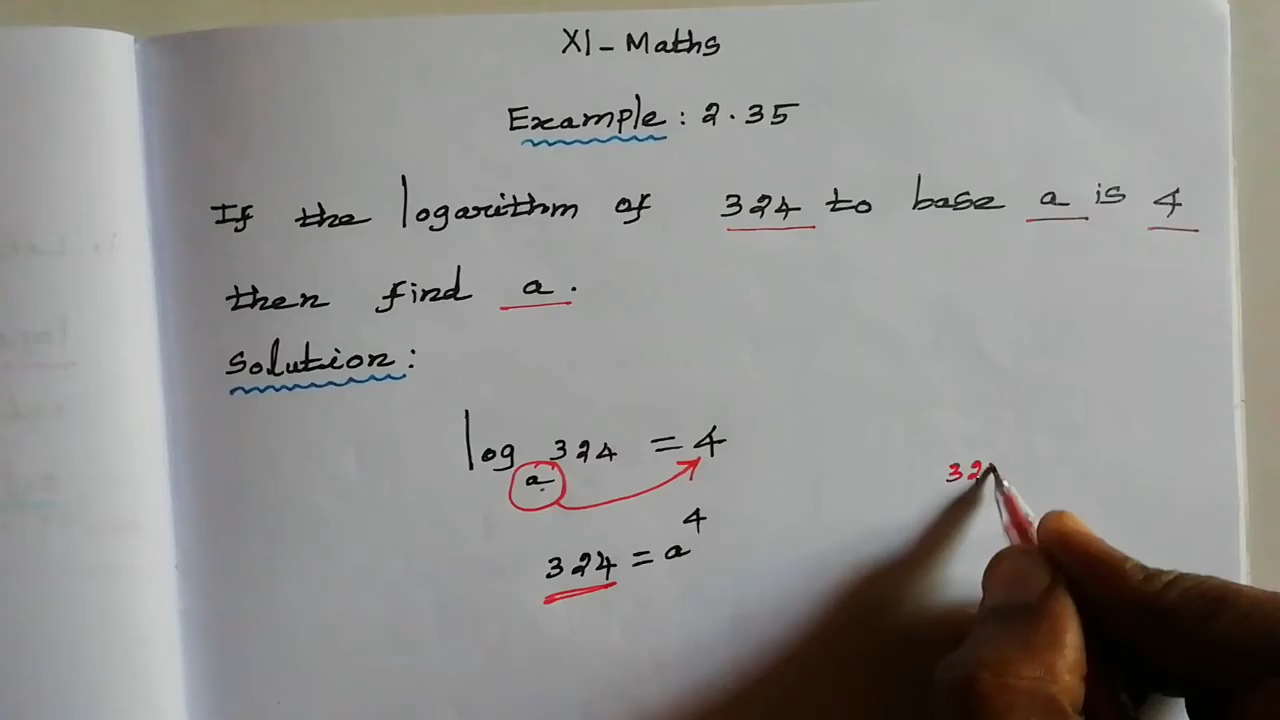 XI - Maths
Example : 2.35
If the logarithm of 324 to base a is 4
then find a.
Solution:
log a 324 = 4
324 = a^4
32